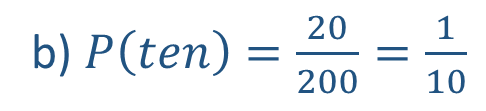 b) P(ten) = 20/200 = 1/10